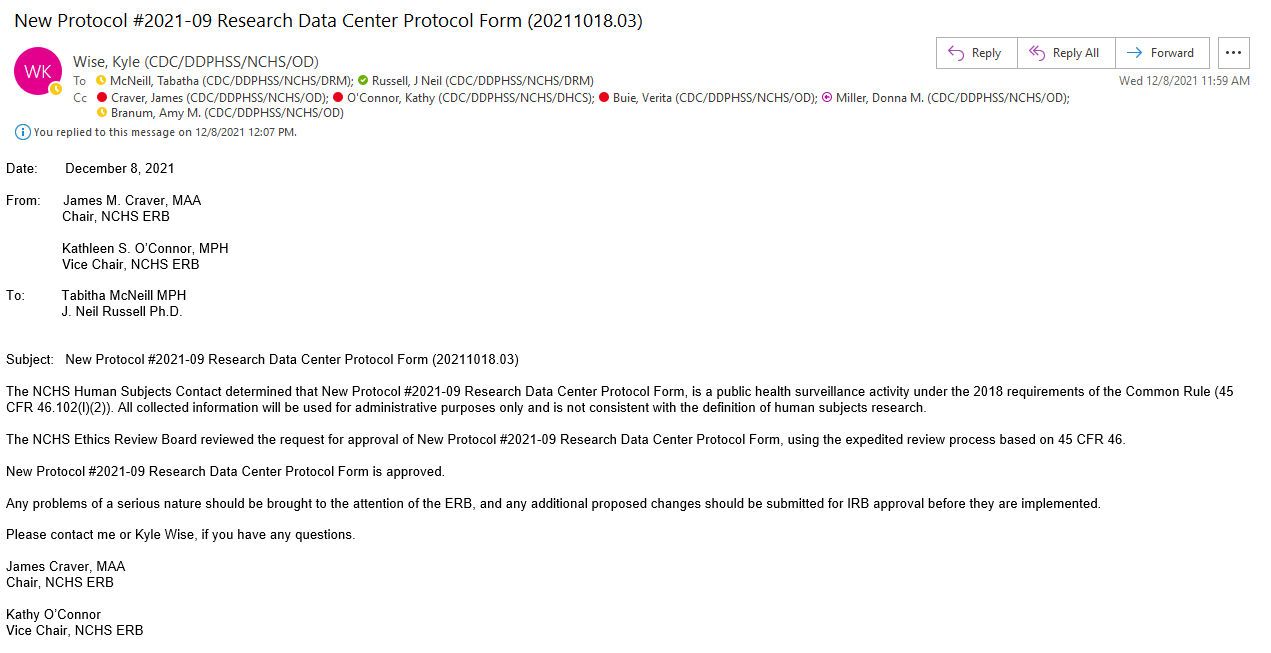 New Protocol #2021-09 Research Data Center Protocol Form (20211018.03)
WK
Wise, Kyle (CDC/DDPHSS/NCHS/OD)
Reply
Reply All
Forward
To McNeill, Tabatha (CDC/DDPHSS/NCHS/DRM); Russell, J Neil (CDC/DDPHSS/NCHS/DRM)
Wed 12/8/2021 11:59 AM
Cc Craver, James (CDC/DDPHSS/NCHS/OD); O'Connor, Kathy (CDC/DDPHSS/NCHS/DHCS); Buie, Verita (CDC/DDPHSS/NCHS/OD); Miller, Donna M. (CDC/DDPHSS/NCHS/OD);
Branum, Amy M. (CDC/DDPHSS/NCHS/OD)
You replied to this message on 12/8/2021 12:07 PM.
Date: December 8, 2021
From: James M. Craver, MAA
Chair, NCHS ERB
Kathleen S. O'Connor, MPH
Vice Chair, NCHS ERB
To: Tabitha McNeill MPH
J. Neil Russell Ph.D.
Subject: New Protocol #2021-09 Research Data Center Protocol Form (20211018.03)
The NCHS Human Subjects Contact determined that New Protocol #2021-09 Research Data Center Protocol Form, is a public health surveillance activity under the 2018 requirements of the Common Rule (45
CFR 46.102(l)(2)). All collected information will be used for administrative purposes only and is not consistent with the definition of human subjects research.
The NCHS Ethics Review Board reviewed the request for approval of New Protocol #2021-09 Research Data Center Protocol Form, using the expedited review process based on 45 CFR 46.
New Protocol #2021-09 Research Data Center Protocol Form is approved.
Any problems of a serious nature should be brought to the attention of the ERB, and any additional proposed changes should be submitted for IRB approval before they are implemented.
Please contact me or Kyle Wise, if you have any questions.
James Craver, MAA
Chair, NCHS ERB
Kathy O'Connor
Vice Chair, NCHS ERB